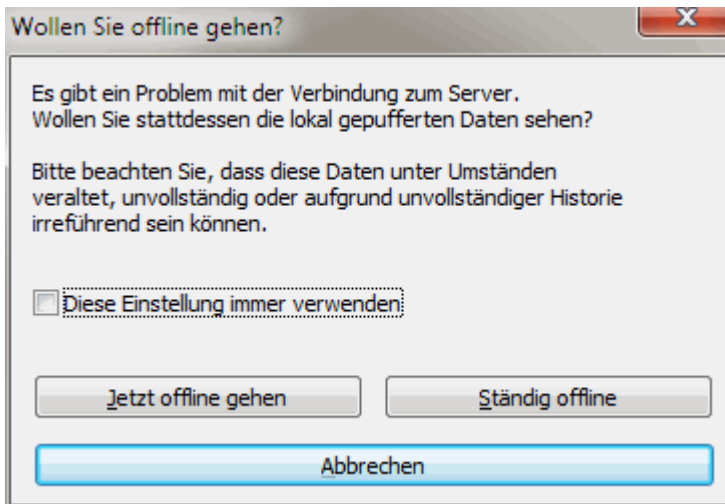 Wollen Sie offline gehen?
Es gibt ein Problem mit der Verbindung zum Server.
Wollen Sie stattdessen die lokal gepufferten Daten sehen?
Bitte beachten Sie, dass diese Daten unter Umständen
veraltet, unvollständig oder aufgrund unvollständiger Historie
irreführend sein können.
Diese Einstellung immer verwenden
Jetzt offline gehen
Ständig offline
Abbrechen